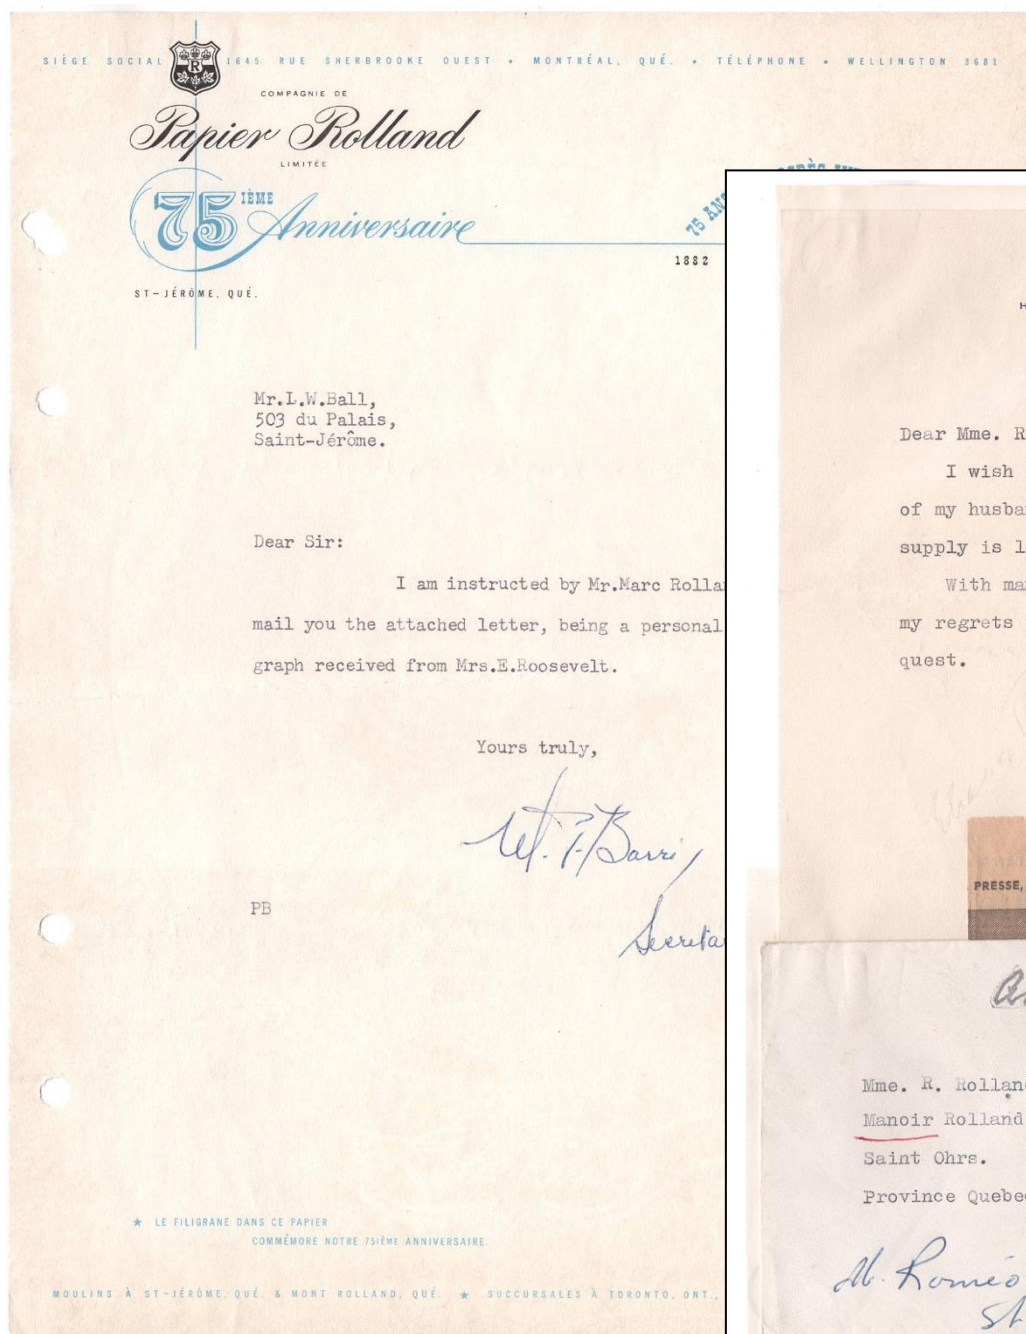 SIÈGE SOCIAL 1645 RUE SHERBROOKE OUEST • MONTRÉAL, QUÉ. • TÉLÉPHONE • WELLINGTON 3681
R
COMPAGNIE DE
Papier Rolland
LIMITÉE
75 IÈME Anniversaire
75 ANS
1882
ST-JÉRÔME, QUÉ.
Mr.L.W.Ball,
503 du Palais,
Saint-Jérôme.
Dear Sir:
I am instructed by Mr.Marc Rolla
mail you the attached letter, being a personal
graph received from Mrs.E.Roosevelt.
Yours truly,
PB
Secreta
★ LE FILIGRANE DANS CE PAPIER
COMMÉMORE NOTRE 75IÈME ANNIVERSAIRE.
MOULINS À ST-JÉRÔME, QUÉ. & MONT ROLLAND, QUÉ. ★ SUCCURSALES À TORONTO, ONT.,
H
Dear Mme. R
I wish
of my husba
supply is l
With ma
my regrets
quest.
PRESSE,
Mme. R. Rolland
Manoir Rolland
Saint Ohrs.
Province Quebe
M. Roméo
St